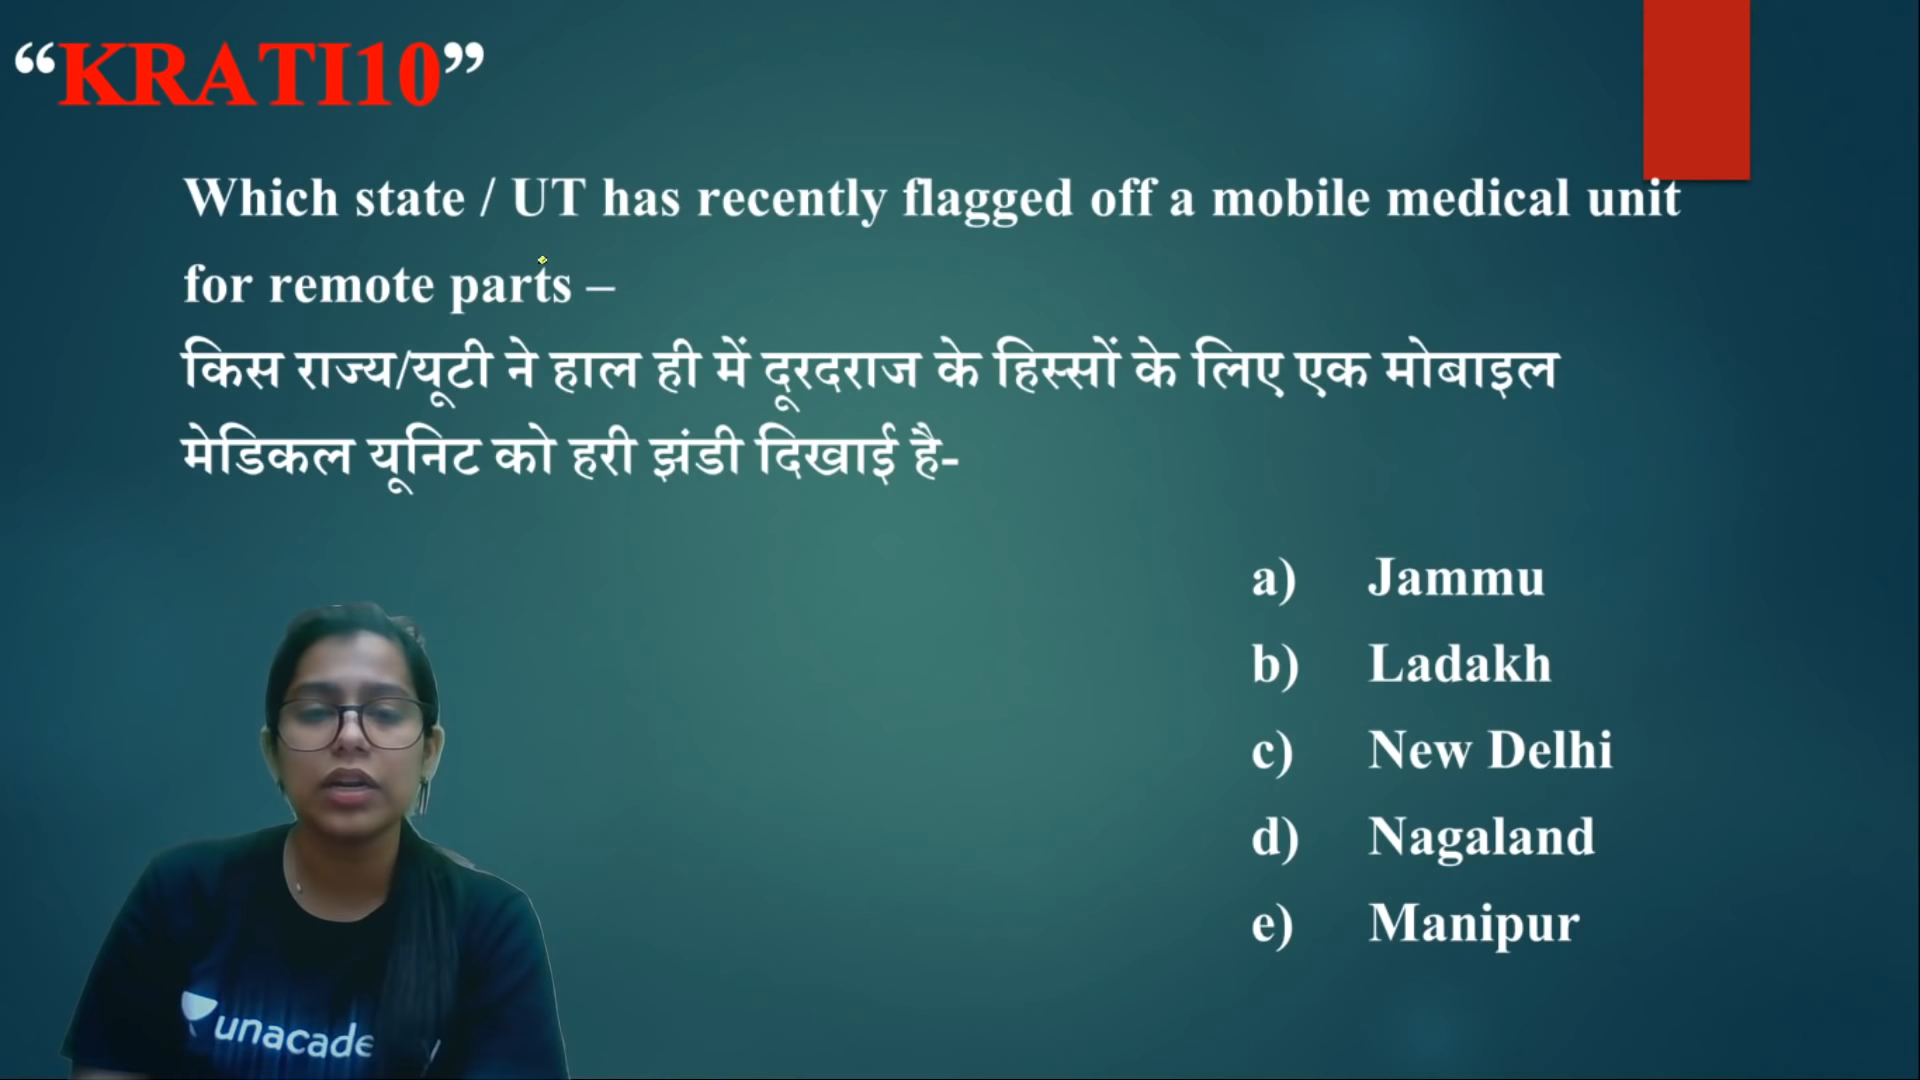 “KRATI10”
Which state / UT has recently flagged off a mobile medical unit
for remote parts –
किस राज्य/यूटी ने हाल ही में दूरदराज के हिस्सों के लिए एक मोबाइल
मेडिकल यूनिट को हरी झंडी दिखाई है-
a) Jammu
b) Ladakh
c) New Delhi
d) Nagaland
e) Manipur
unacade